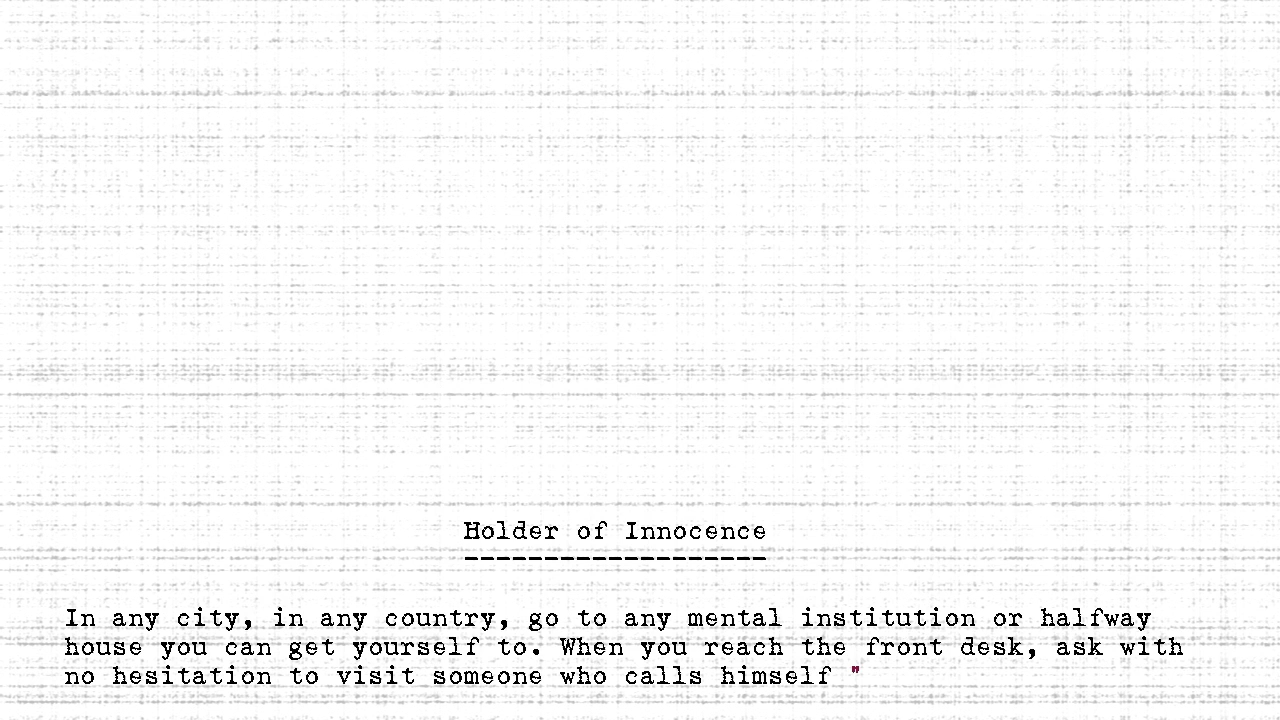 Holder of Innocence
-------------------
In any city, in any country, go to any mental institution or halfway
house you can get yourself to. When you reach the front desk, ask with
no hesitation to visit someone who calls himself "